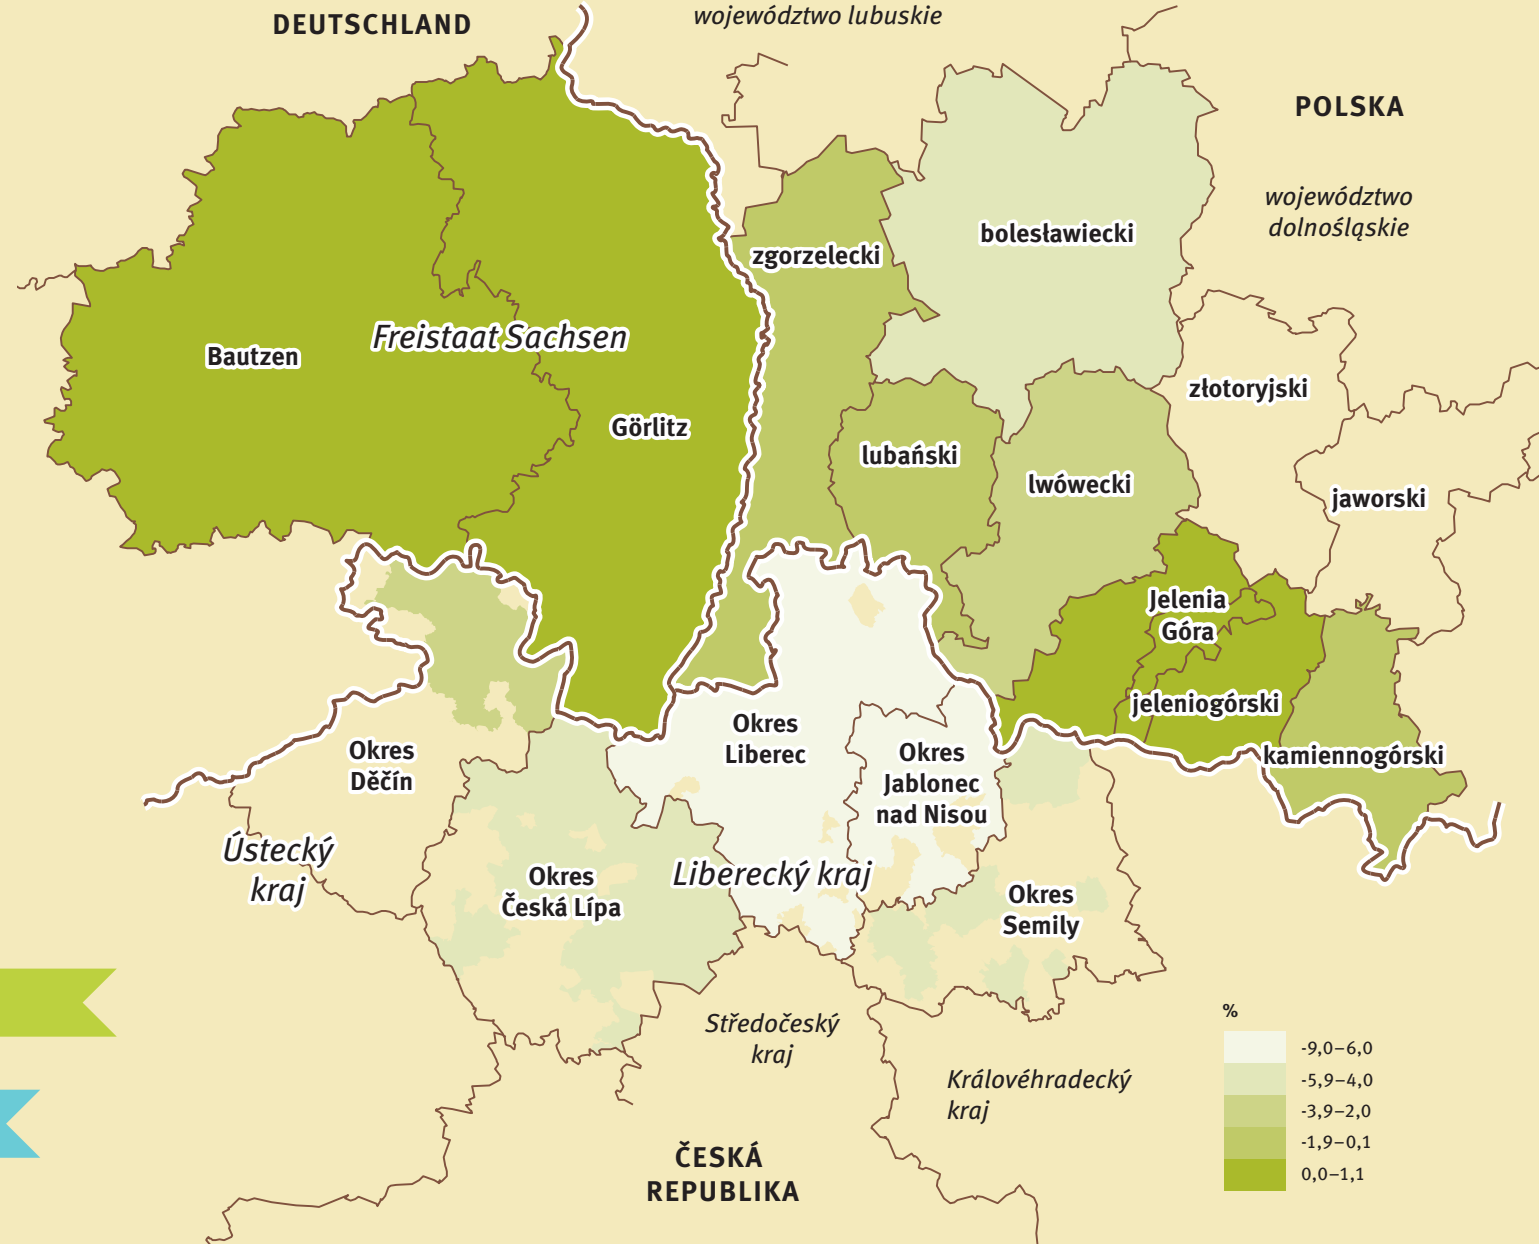 DEUTSCHLAND
województwo lubuskie
POLSKA
województwo
dolnośląskie
bolesławiecki
zgorzelecki
Freistaat Sachsen
Bautzen
złotoryjski
Görlitz
lubański
lwówecki
jaworski
Jelenia
Góra
jeleniogórski
kamiennogórski
Okres
Liberec
Okres
Děčín
Okres
Jablonec
nad Nisou
Ústecký
kraj
Liberecký kraj
Okres
Česká Lípa
Okres
Semily
Středočeský
kraj
Královéhradecký
kraj
ČESKÁ
REPUBLIKA
%
-9,0–6,0
-5,9–4,0
-3,9–2,0
-1,9–0,1
0,0–1,1